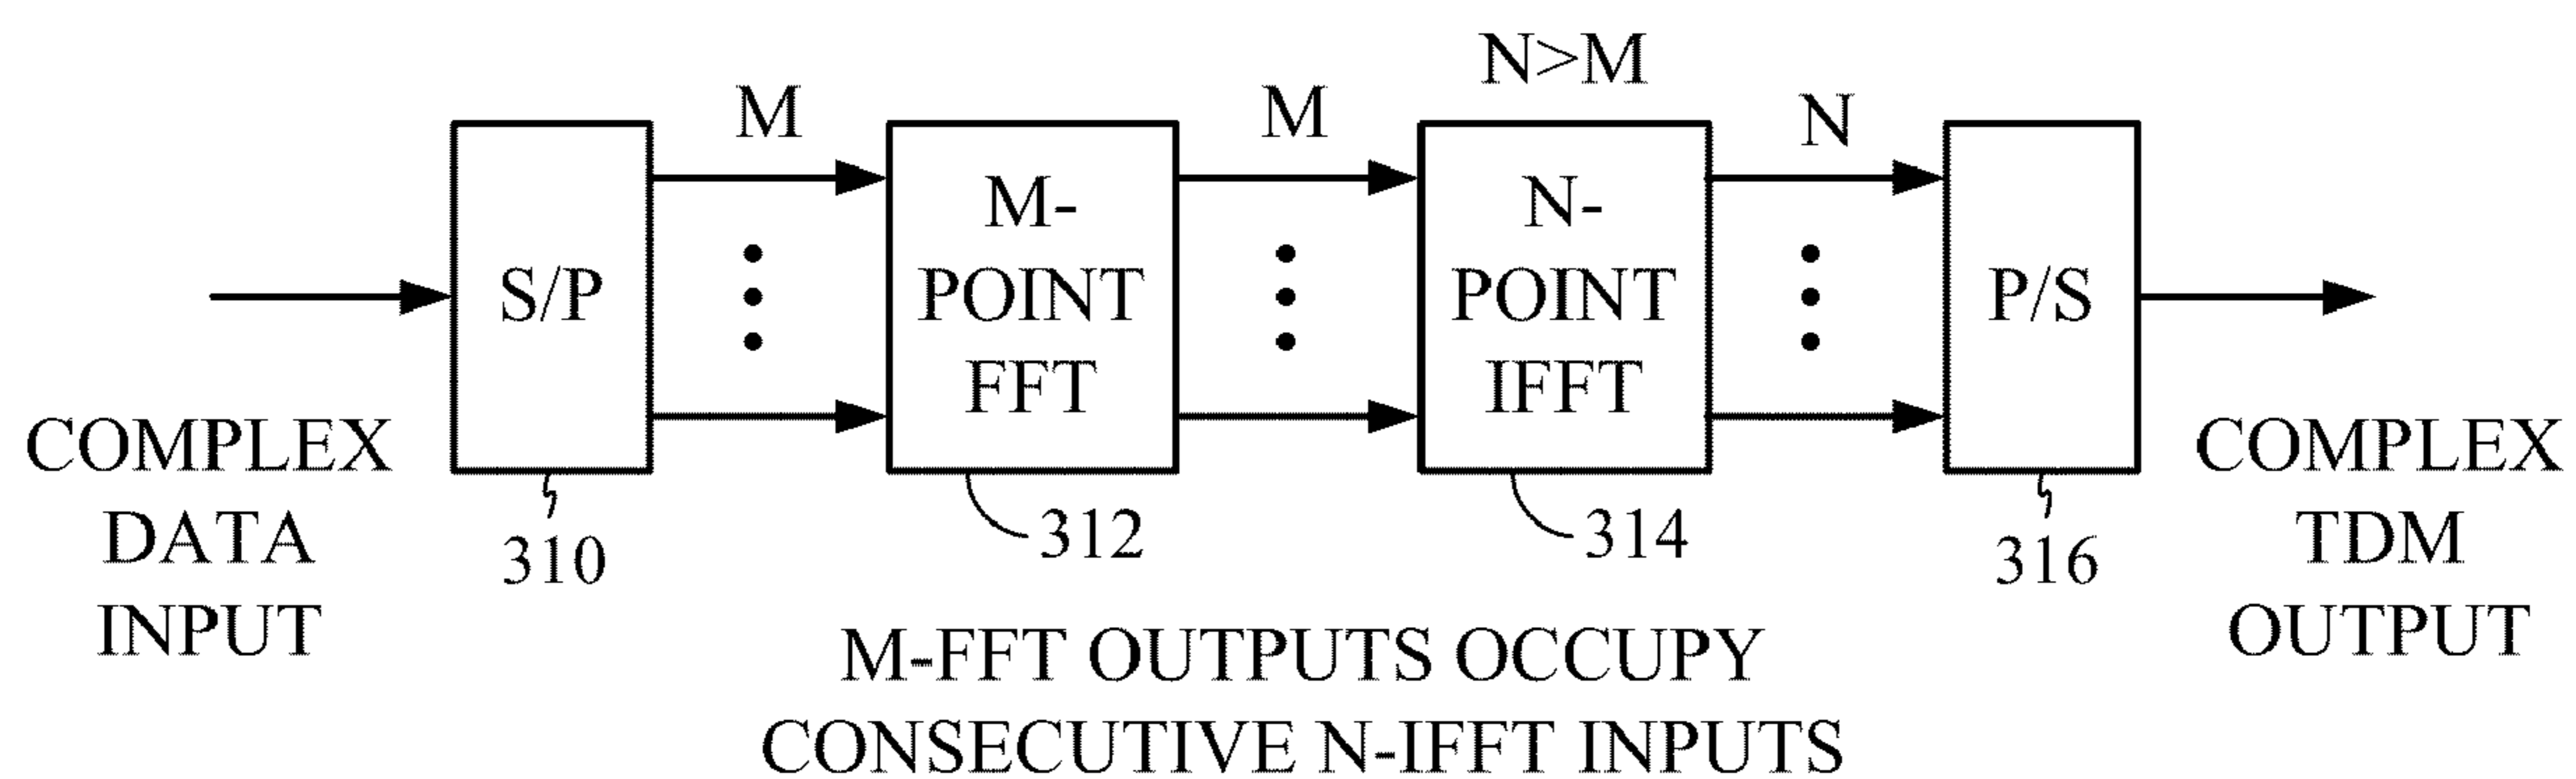 N>M
M
M
N
S/P
M-
POINT
FFT
N-
POINT
IFFT
P/S
COMPLEX
DATA
INPUT
310
312
314
316
COMPLEX
TDM
OUTPUT
M-FFT OUTPUTS OCCUPY
CONSECUTIVE N-IFFT INPUTS